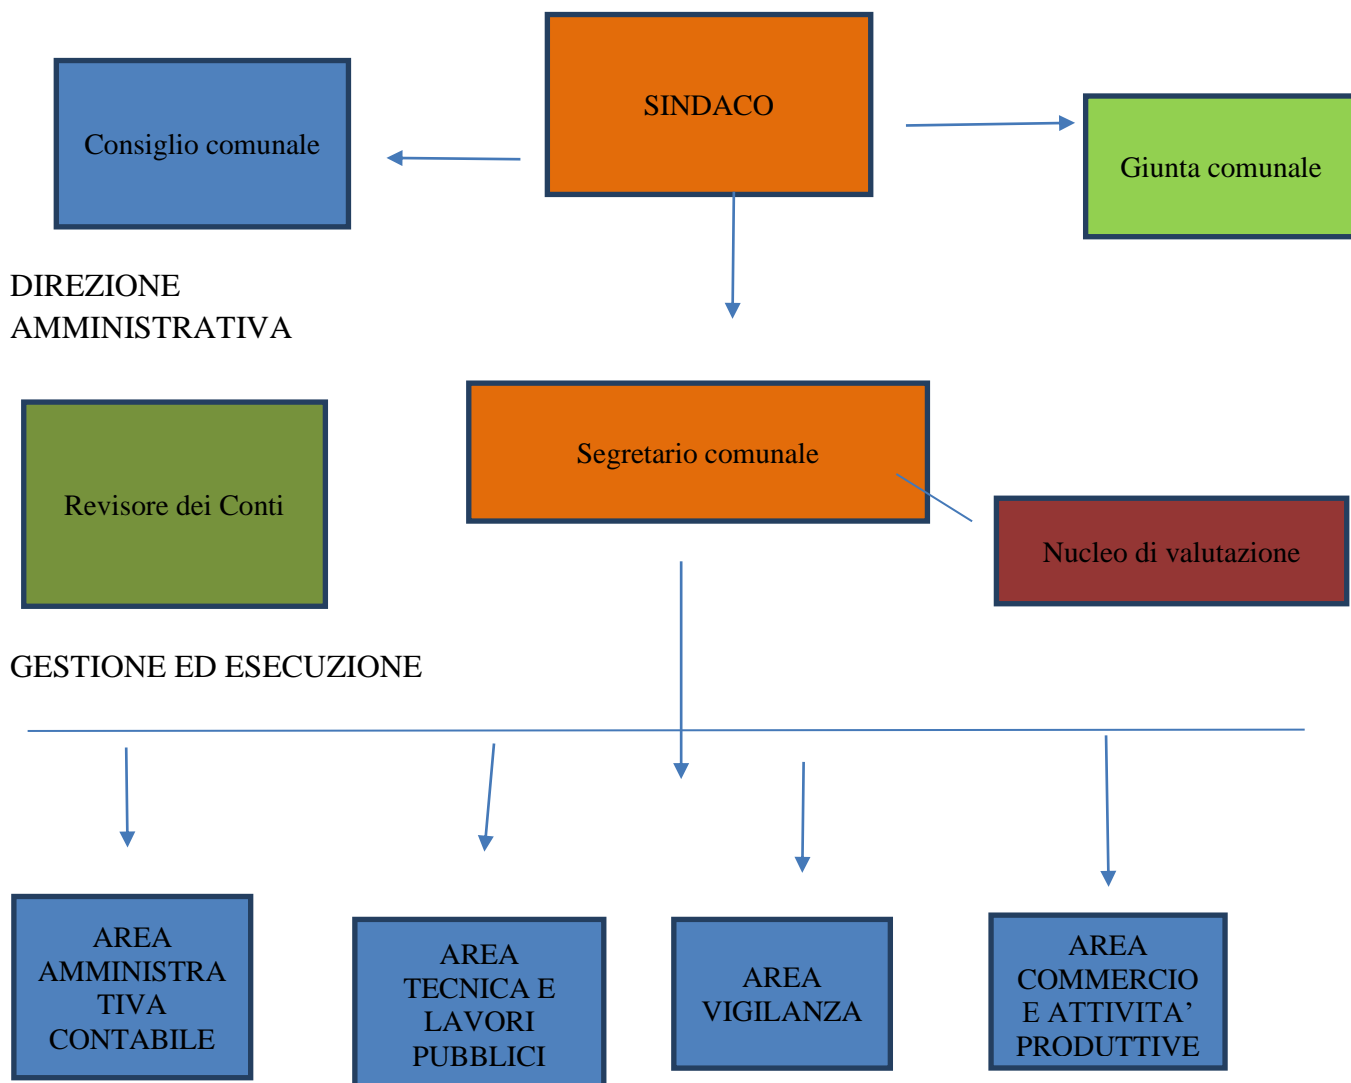 SINDACO
Consiglio comunale
Giunta comunale
DIREZIONE
AMMINISTRATIVA
Segretario comunale
Revisore dei Conti
Nucleo di valutazione
GESTIONE ED ESECUZIONE
AREA
AMMINISTRA
TIVA
CONTABILE
AREA
TECNICA E
LAVORI
PUBBLICI
AREA
VIGILANZA
AREA
COMMERCIO
E ATTIVITA’
PRODUTTIVE